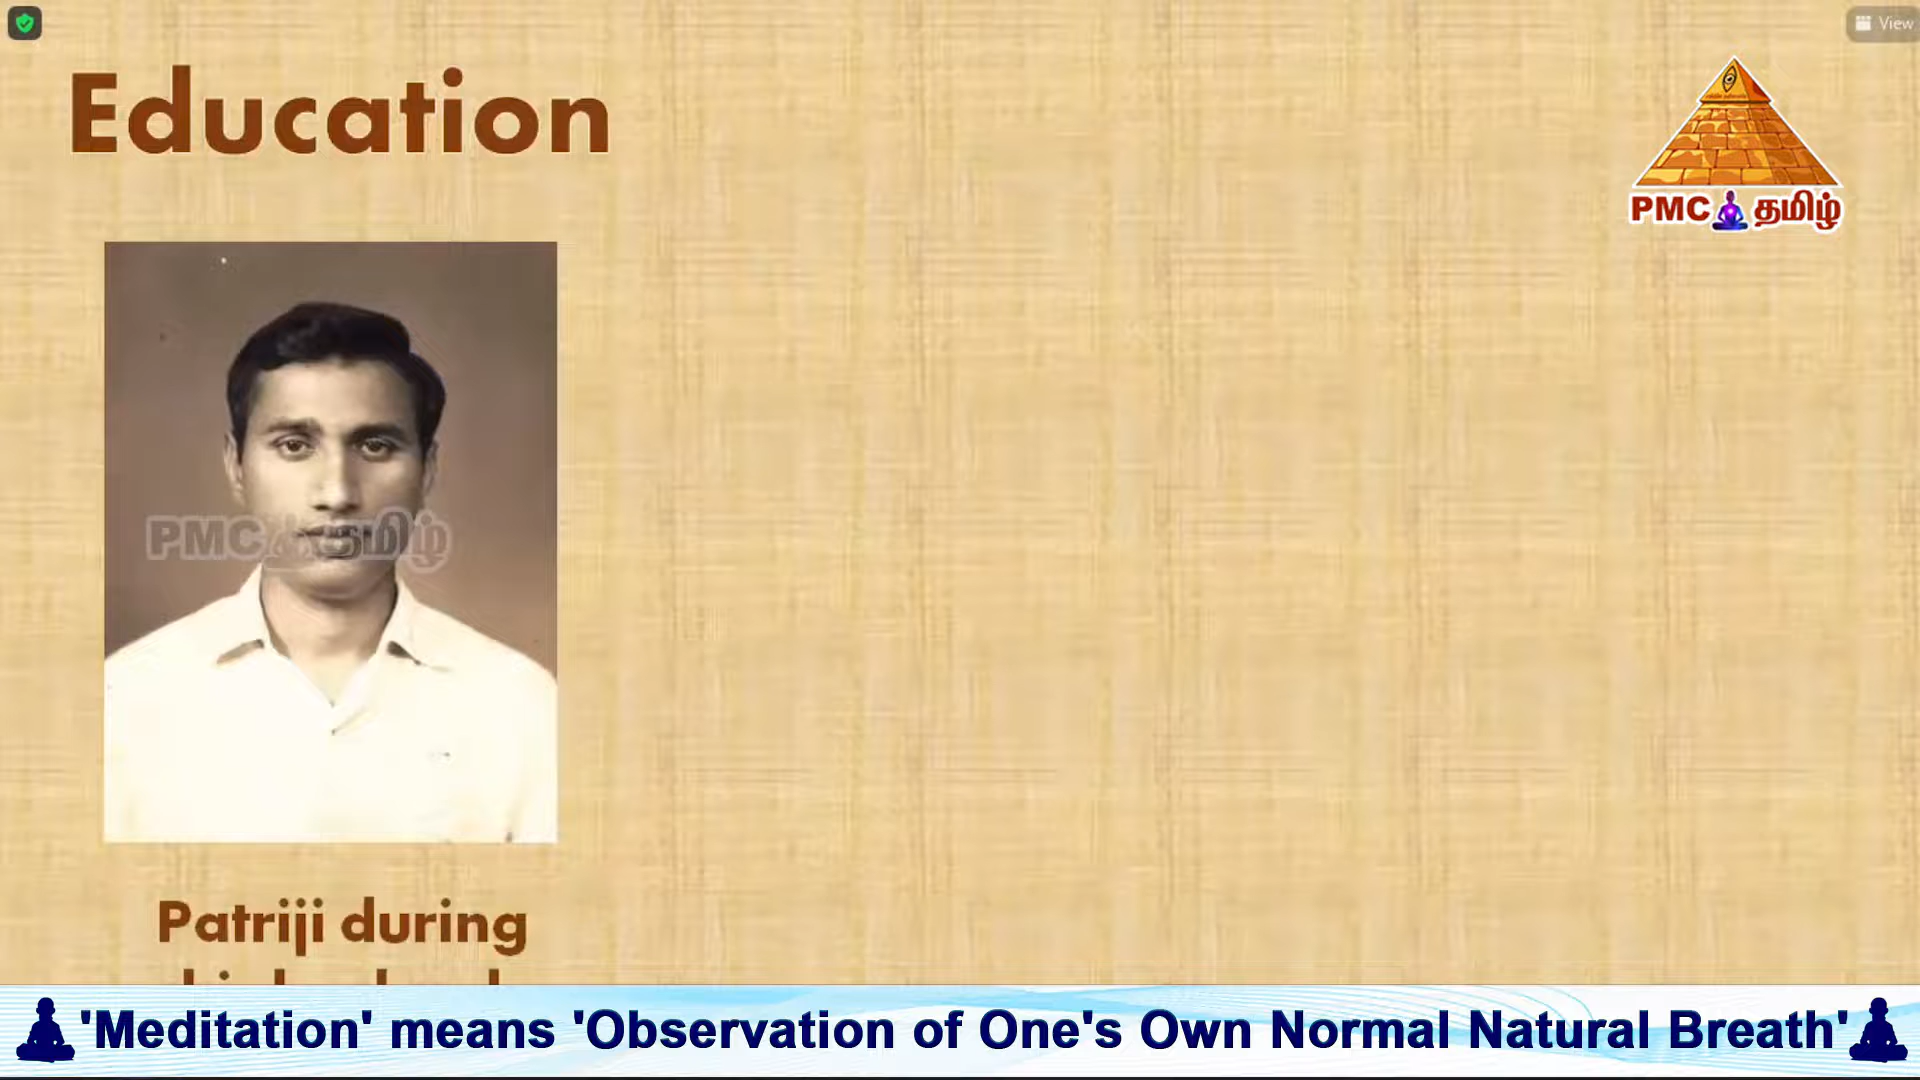 View
Education
PMC தமிழ்
PMC தமிழ்
Patriji during
'Meditation' means 'Observation of One's Own Normal Natural Breath'